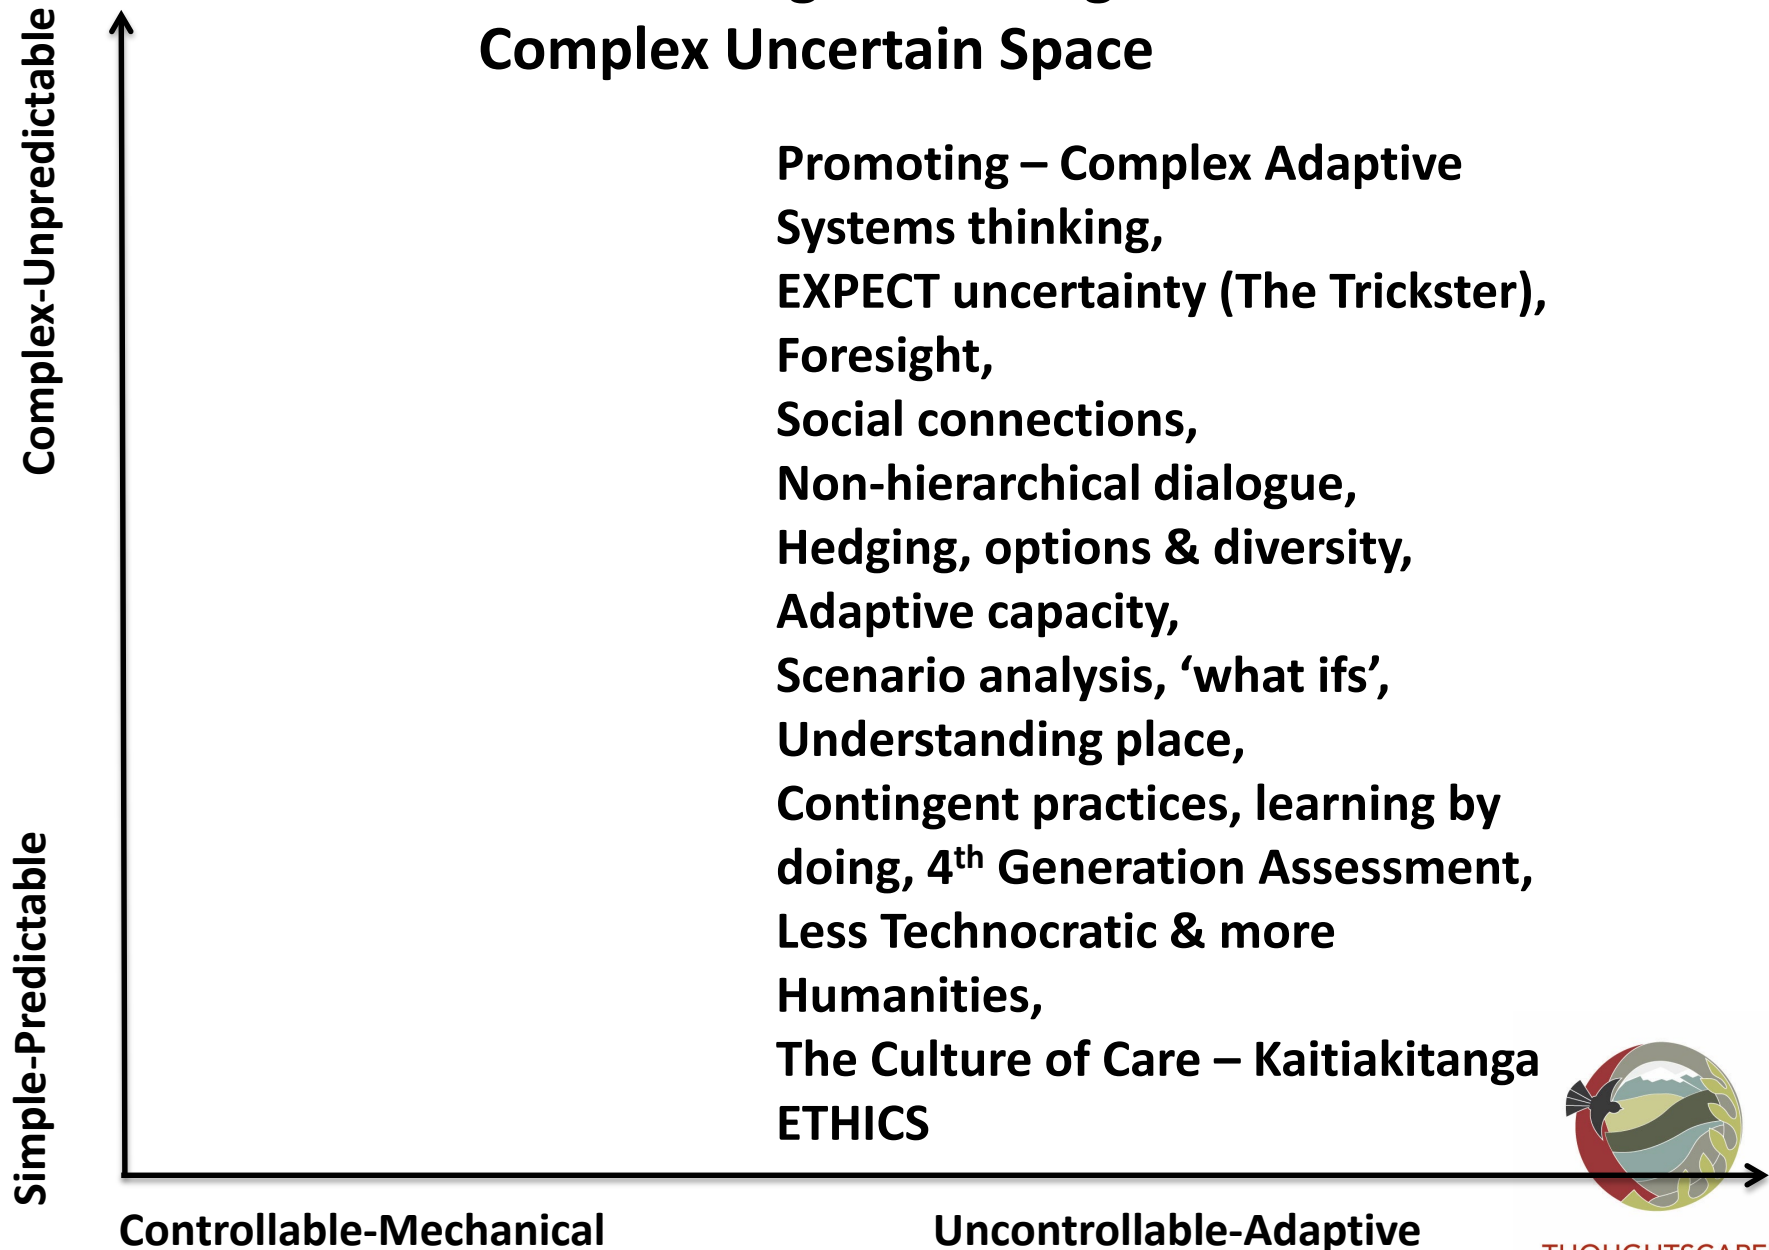 Complex Uncertain Space
Complex-Unpredictable
Promoting – Complex Adaptive
Systems thinking,
EXPECT uncertainty (The Trickster),
Foresight,
Social connections,
Non-hierarchical dialogue,
Hedging, options & diversity,
Adaptive capacity,
Scenario analysis, ‘what ifs’,
Understanding place,
Contingent practices, learning by
doing, 4th Generation Assessment,
Less Technocratic & more
Humanities,
The Culture of Care – Kaitiakitanga
ETHICS
Simple-Predictable
Controllable-Mechanical
Uncontrollable-Adaptive
THOUGHTSCAPE